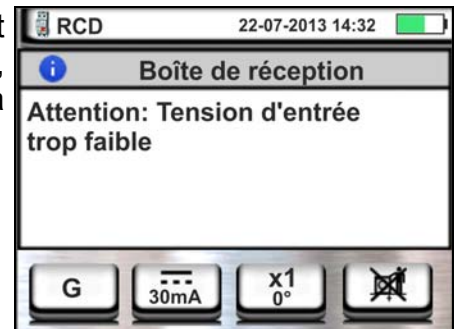 t
,
a
RCD 22-07-2013 14:32
Boîte de réception
Attention: Tension d'entrée
trop faible
G 30mA x1 0°